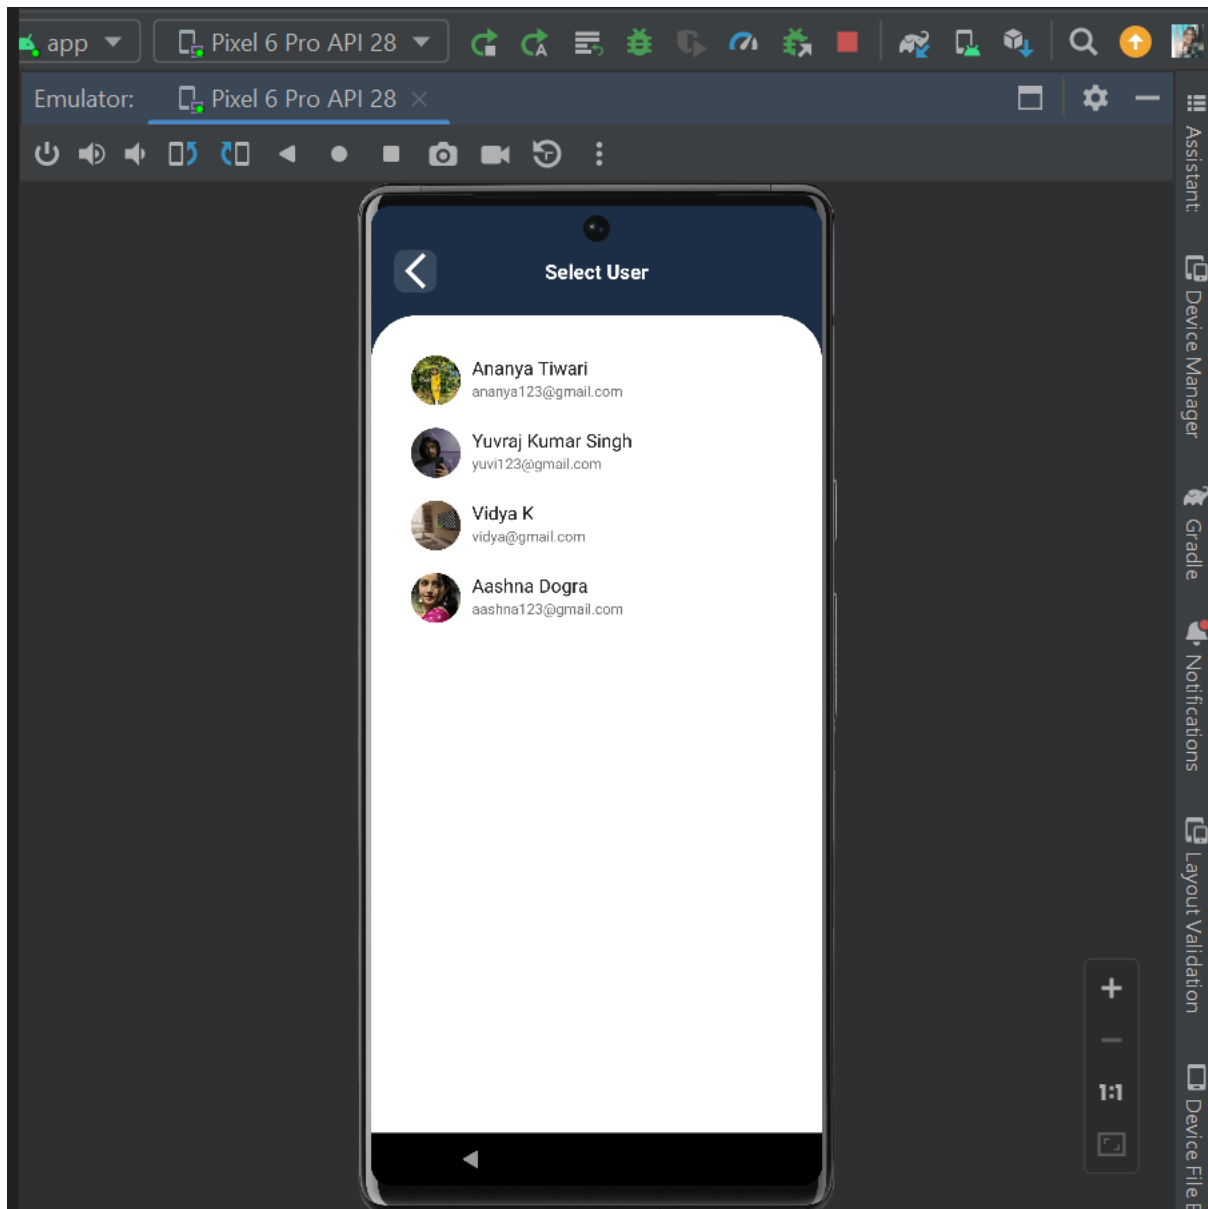 app
Pixel 6 Pro API 28
Emulator:
Pixel 6 Pro API 28
Assistant:
Device Manager
Gradle
Notifications
Layout Validation
Device File E
Select User
Ananya Tiwari
ananya123@gmail.com
Yuvraj Kumar Singh
yuvi123@gmail.com
Vidya K
vidya@gmail.com
Aashna Dogra
aashna123@gmail.com
1:1